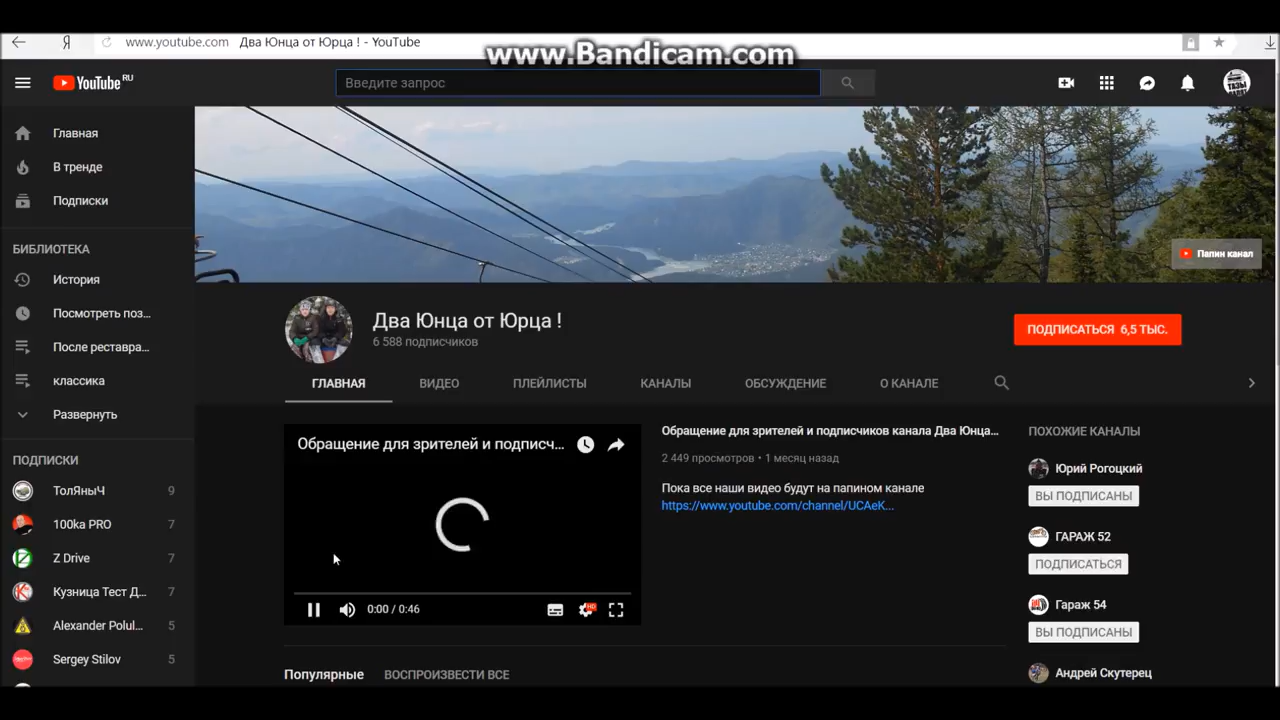 www.youtube.com Два Юнца от Юрца ! - YouTube
www.Bandicam.com
YouTube RU
Введите запрос
Главная
В тренде
Подписки
БИБЛИОТЕКА
История
Посмотреть поз...
После реставра...
классика
Развернуть
ПОДПИСКИ
ТолЯныЧ 9
100ka PRO 7
Z Drive 7
Кузница Тест Д... 7
Alexander Polul... 5
Sergey Stilov 5
Папин канал
Два Юнца от Юрца !
6 588 подписчиков
ПОДПИСАТЬСЯ 6,5 ТЫС.
ГЛАВНАЯ ВИДЕО ПЛЕЙЛИСТЫ КАНАЛЫ ОБСУЖДЕНИЕ О КАНАЛЕ
Обращение для зрителей и подписч...
0:00 / 0:46
HD
Обращение для зрителей и подписчиков канала Два Юнца...
2 449 просмотров • 1 месяц назад
Пока все наши видео будут на папином канале
https://www.youtube.com/channel/UCAeK...
ПОХОЖИЕ КАНАЛЫ
Юрий Рогоцкий
ВЫ ПОДПИСАНЫ
ГАРАЖ 52
ПОДПИСАТЬСЯ
Гараж 54
ВЫ ПОДПИСАНЫ
Андрей Скутерец
Популярные ВОСПРОИЗВЕСТИ ВСЕ